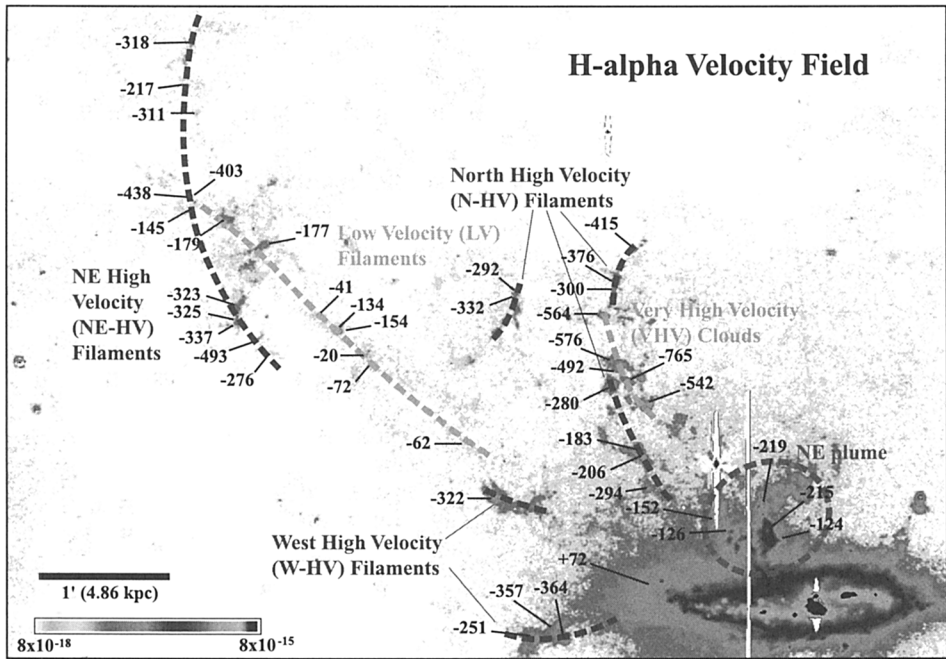 H-alpha Velocity Field
-318
-217
-311
-403
-438
-145
-179
-177
Low Velocity (LV)
Filaments
North High Velocity
(N-HV) Filaments
-415
-376
-300
-292
-332
-564
Very High Velocity
(VHV) Clouds
NE High
Velocity
(NE-HV)
Filaments
-323
-325
-337
-493
-276
-41
-134
-154
-20
-72
-62
-576
-492
-765
-542
-280
-183
-206
-294
-152
-126
-219
NE plume
-215
-124
-322
West High Velocity
(W-HV) Filaments
+72
-357
-364
-251
1' (4.86 kpc)
8x10-18
8x10-15